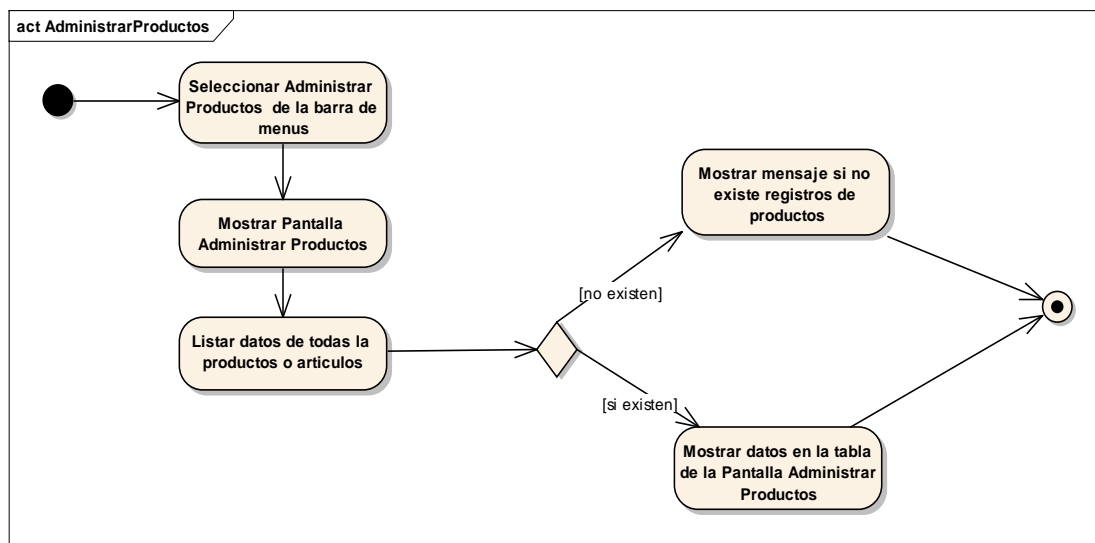 act AdministrarProductos
Seleccionar Administrar
Productos de la barra de
menus
Mostrar Pantalla
Administrar Productos
Listar datos de todas la
productos o articulos
[no existen]
Mostrar mensaje si no
existe registros de
productos
[si existen]
Mostrar datos en la tabla
de la Pantalla Administrar
Productos